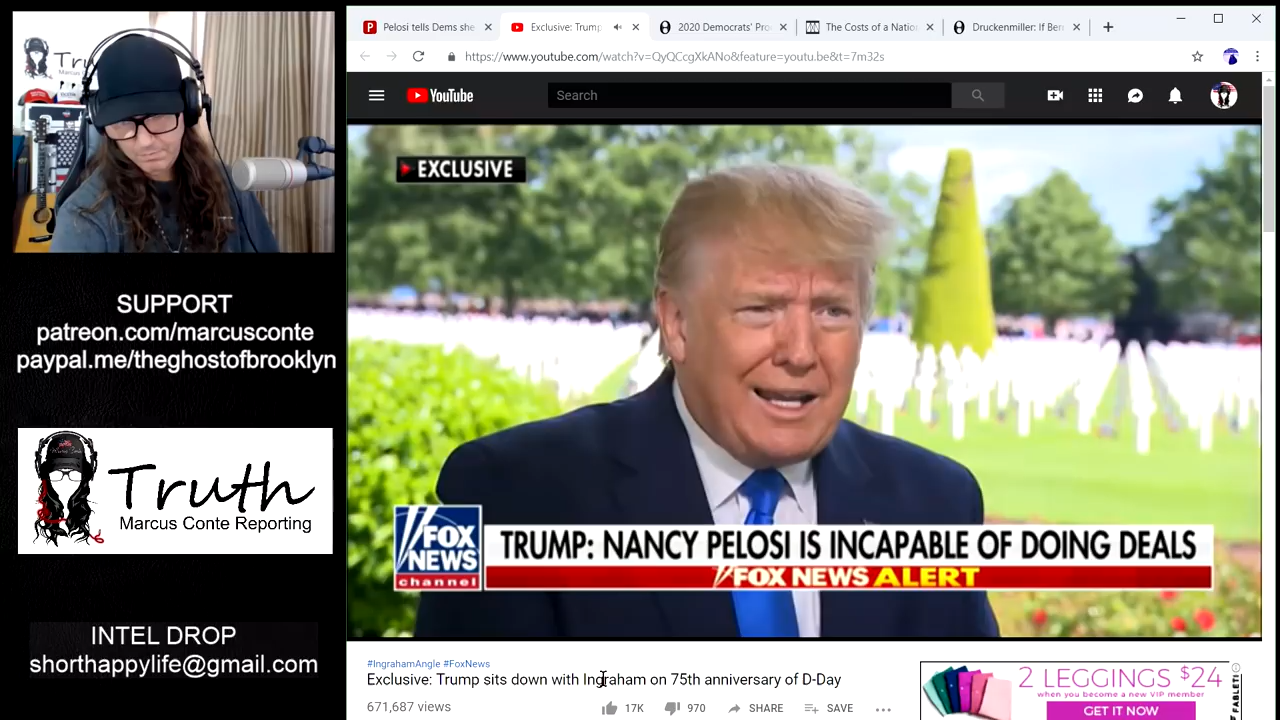 Truth
Marcus Conte
SUPPORT
patreon.com/marcusconte
paypal.me/theghostofbrooklyn
Truth
Marcus Conte Reporting
INTEL DROP
shorthappylife@gmail.com
Pelosi tells Dems she
Exclusive: Trump
2020 Democrats' Pro
The Costs of a Natio
Druckenmiller: If Ber
https://www.youtube.com/watch?v=QyQCcgXkANo&feature=youtu.be&t=7m32s
YouTube
Search
EXCLUSIVE
FOX
NEWS
channel
TRUMP: NANCY PELOSI IS INCAPABLE OF DOING DEALS
FOX NEWS ALERT
#IngrahamAngle #FoxNews
Exclusive: Trump sits down with Ingraham on 75th anniversary of D-Day
671,687 views
17K
970
SHARE
SAVE
2 LEGGINGS $24
when you become a new VIP member
GET IT NOW